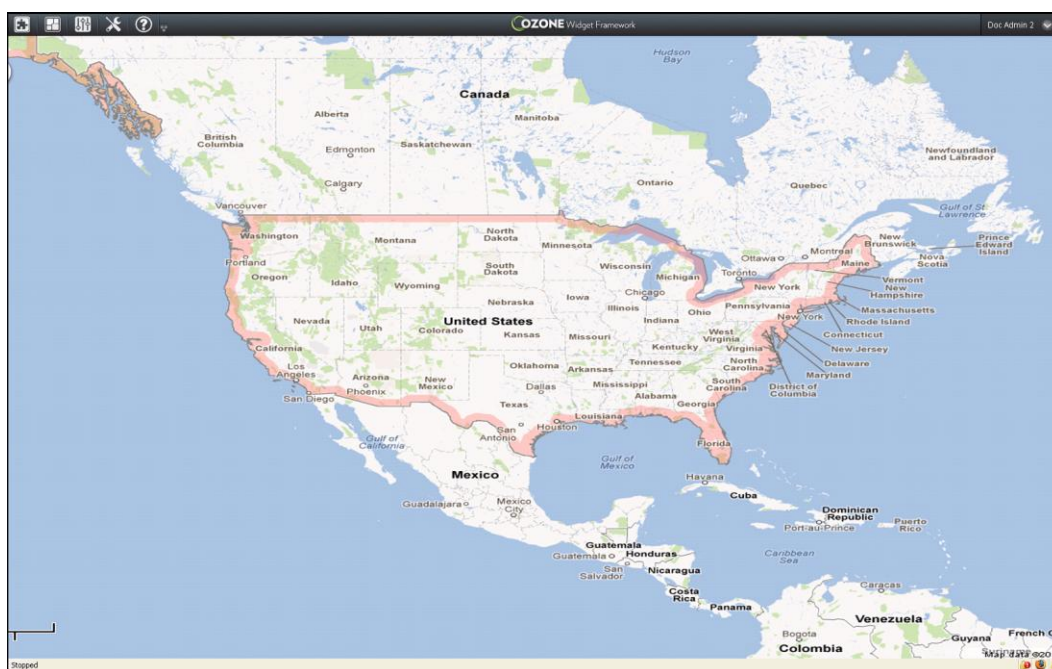 OZONE Widget Framework
Doc Admin 2
Hudson
Bay
Canada
Alberta
Manitoba
British
Columbia
Edmonton
Saskatchewan
Newfoundland
and Labrador
Calgary
Ontario
Quebec
Vancouver
Gulf of St.
Lawrence
Washington
Montana
North
Dakota
Minnesota
Ottawa
Montreal
New
Brunswick
Prince
Edward
Island
Nova
Scotia
Portland
Oregon
Idaho
South
Dakota
Wisconsin
Michigan
Toronto
Maine
Vermont
Wyoming
New York
New
Hampshire
Chicago
Nebraska
Iowa
Illinois
Ohio
Pennsylvania
Massachusetts
Nevada
Utah
Colorado
United States
Kansas
Missouri
Indiana
New York
Rhode Island
Connecticut
West
Virginia
Virginia
Kentucky
New Jersey
California
Los
Angeles
Arizona
Phoenix
New
Mexico
Oklahoma
Arkansas
Tennessee
North
Carolina
Delaware
Maryland
San Diego
Dallas
Mississippi
Alabama
South
Carolina
Georgia
District of
Columbia
Texas
Louisiana
San
Antonio
Houston
Florida
Gulf of
California
Gulf of
Mexico
Mexico
Havana
Cuba
Guadalajara
Mexico
City
Dominican
Republic
Port-au-Prince
Puerto
Rico
Guatemala
Guatemala
Honduras
San
Salvador
Nicaragua
Caribbean
Sea
Costa
Rica
Panama
Caracas
Venezuela
Guyana
French G
Bogota
Colombia
Suriname
Map data ©20
Stopped